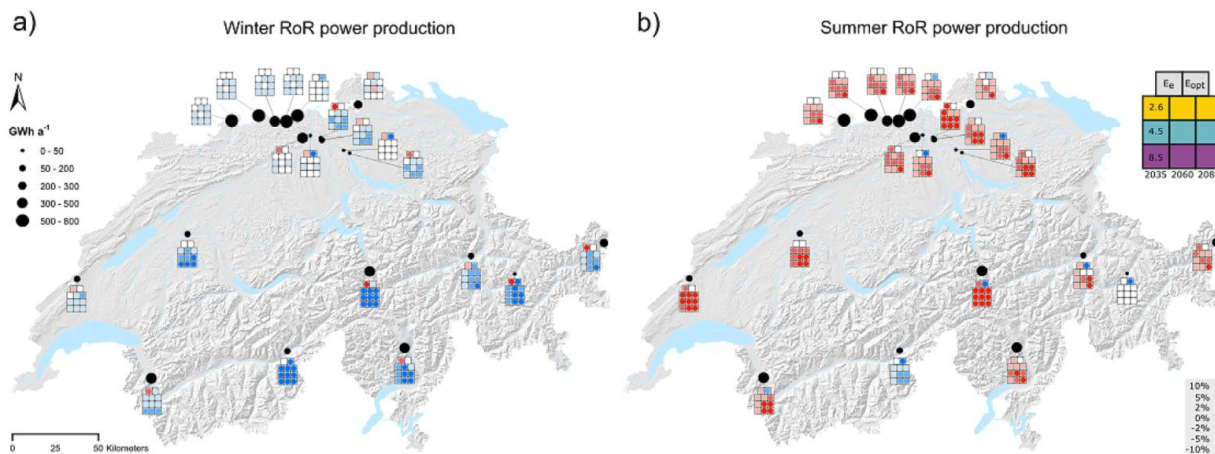 a)
Winter RoR power production
N
GWh a⁻¹
0 - 50
50 - 200
200 - 300
300 - 500
500 - 800
0 25 50 Kilometers
b)
Summer RoR power production
Ee Eopt
2.6
4.5
8.5
2035 2060 208
10%
5%
2%
0%
-2%
-5%
-10%